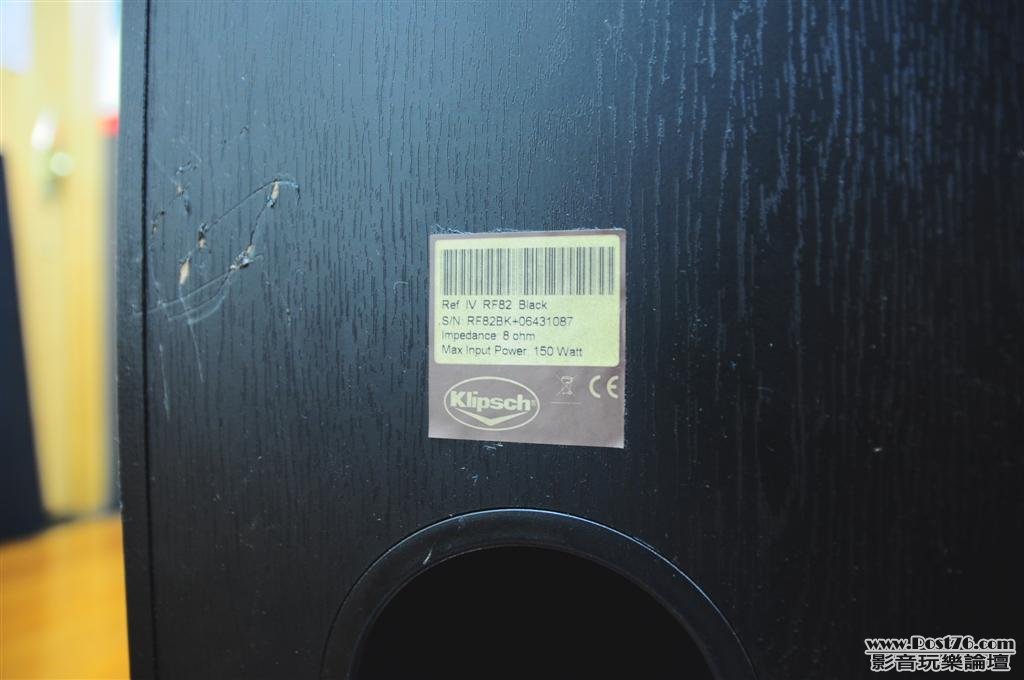 Ref IV RF82 Black
S/N: RF82BK+06431087
Impedance: 8 ohm
Max Input Power: 150 Watt
Klipsch®
CE
www.Post76.com
影音玩樂論壇